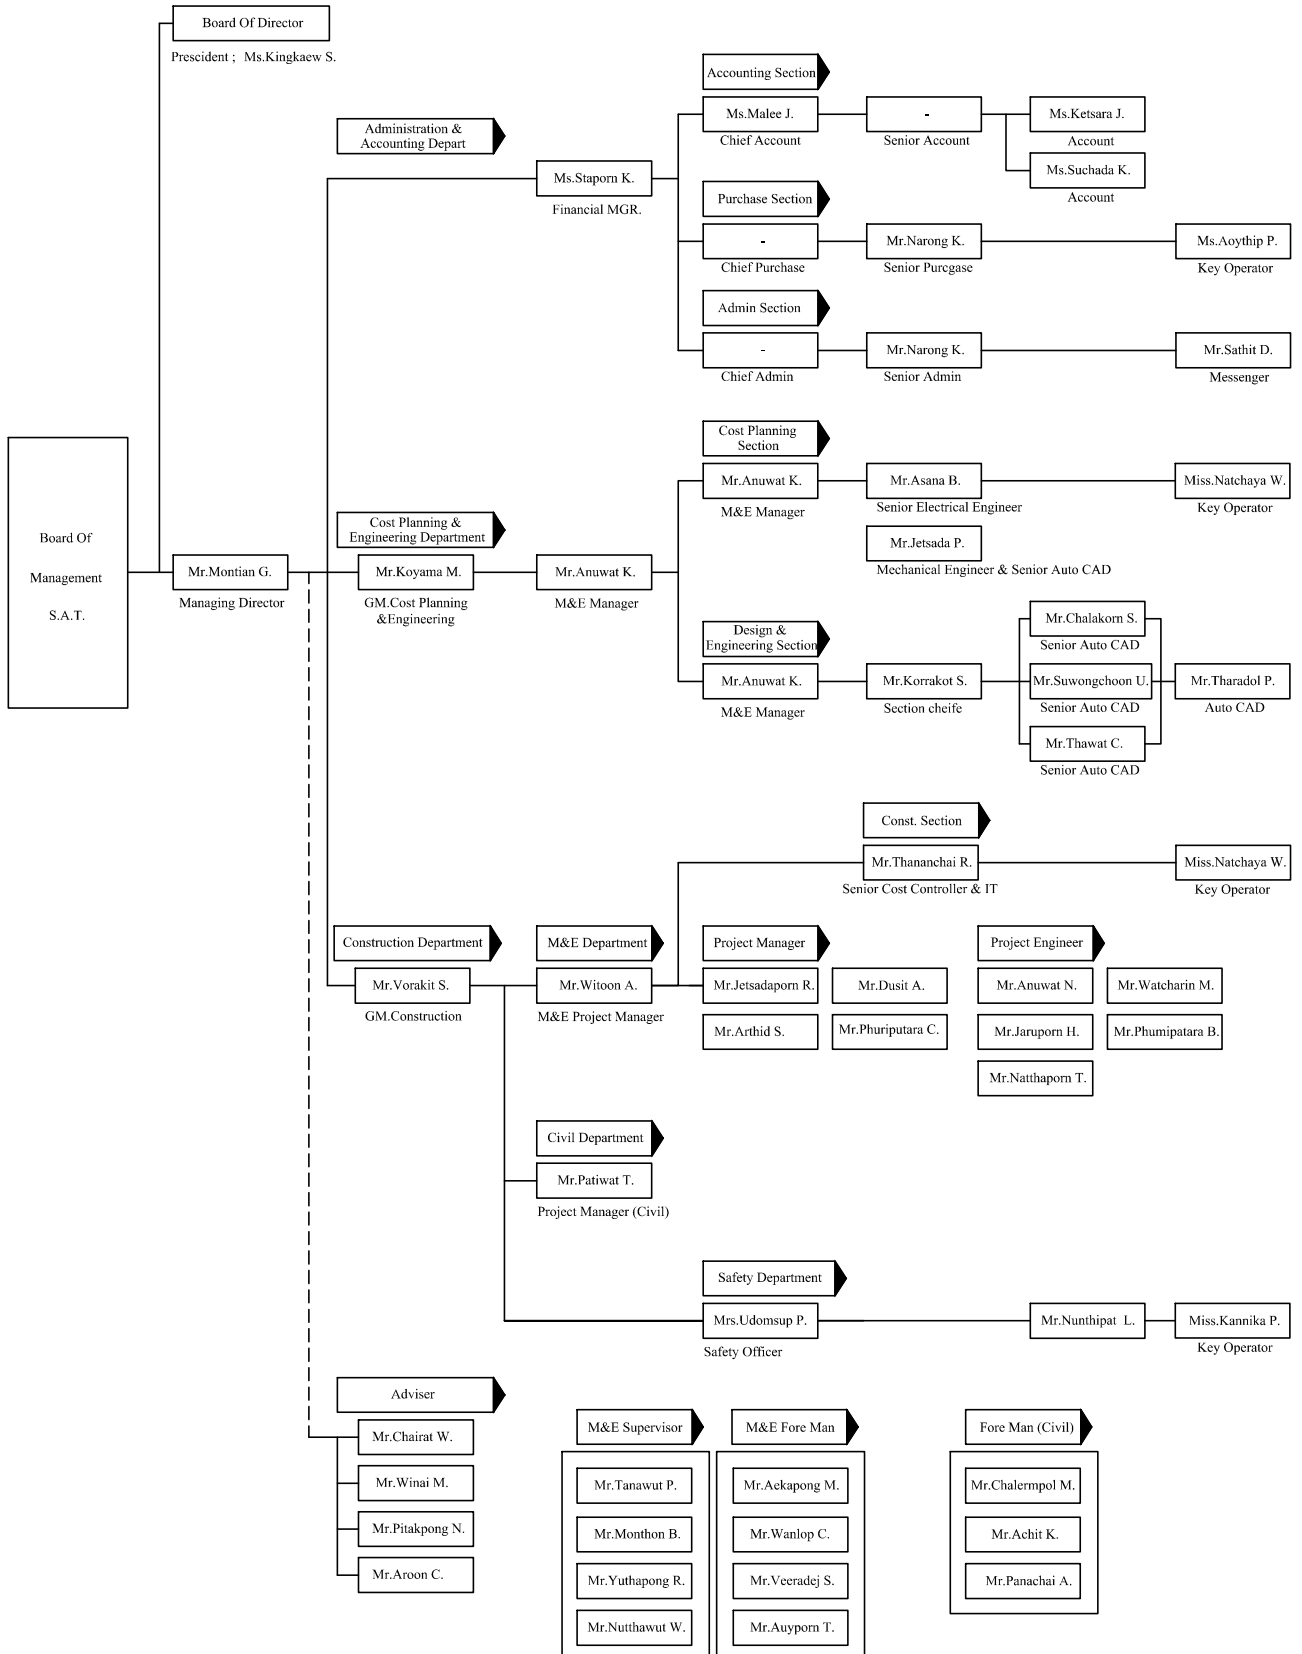 Board Of Director
Prescident ;  Ms.Kingkaew S.
Board Of
Management
S.A.T.
Mr.Montian G.
Managing Director
Administration &
Accounting Depart
Ms.Staporn K.
Financial MGR.
Accounting Section
Ms.Malee J.
Chief Account
-
Senior Account
Ms.Ketsara J.
Account
Ms.Suchada K.
Account
Purchase Section
-
Chief Purchase
Mr.Narong K.
Senior Purcgase
Ms.Aoythip P.
Key Operator
Admin Section
-
Chief Admin
Mr.Narong K.
Senior Admin
Mr.Sathit D.
Messenger
Cost Planning &
Engineering Department
Mr.Koyama M.
GM.Cost Planning
&Engineering
Mr.Anuwat K.
M&E Manager
Cost Planning
Section
Mr.Anuwat K.
M&E Manager
Mr.Asana B.
Senior Electrical Engineer
Miss.Natchaya W.
Key Operator
Mr.Jetsada P.
Mechanical Engineer & Senior Auto CAD
Design &
Engineering Section
Mr.Anuwat K.
M&E Manager
Mr.Korrakot S.
Section cheife
Mr.Chalakorn S.
Senior Auto CAD
Mr.Suwongchoon U.
Senior Auto CAD
Mr.Thawat C.
Senior Auto CAD
Mr.Tharadol P.
Auto CAD
Construction Department
Mr.Vorakit S.
GM.Construction
M&E Department
Mr.Witoon A.
M&E Project Manager
Const. Section
Mr.Thananchai R.
Senior Cost Controller & IT
Miss.Natchaya W.
Key Operator
Project Manager
Mr.Jetsadaporn R.
Mr.Dusit A.
Mr.Arthid S.
Mr.Phuriputara C.
Project Engineer
Mr.Anuwat N.
Mr.Watcharin M.
Mr.Jaruporn H.
Mr.Phumipatara B.
Mr.Natthaporn T.
Civil Department
Mr.Patiwat T.
Project Manager (Civil)
Safety Department
Mrs.Udomsup P.
Safety Officer
Mr.Nunthipat  L.
Miss.Kannika P.
Key Operator
Adviser
Mr.Chairat W.
Mr.Winai M.
Mr.Pitakpong N.
Mr.Aroon C.
M&E Supervisor
Mr.Tanawut P.
Mr.Monthon B.
Mr.Yuthapong R.
Mr.Nutthawut W.
M&E Fore Man
Mr.Aekapong M.
Mr.Wanlop C.
Mr.Veeradej S.
Mr.Auyporn T.
Fore Man (Civil)
Mr.Chalermpol M.
Mr.Achit K.
Mr.Panachai A.